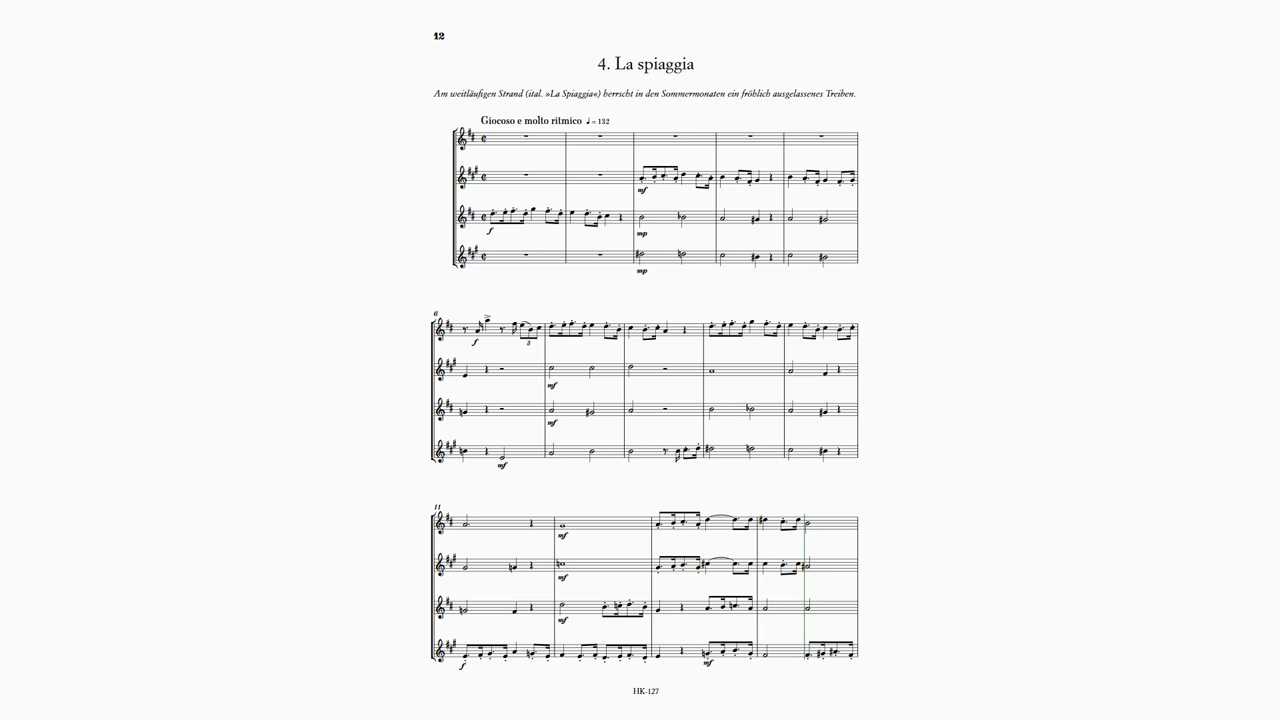 12
4. La spiaggia
Am weitläufigen Strand (ital. »La Spiaggia«) herrscht in den Sommermonaten ein fröhlich ausgelassenes Treiben.
Giocoso e molto ritmico ♩ = 132
mf
f
mp
mp
6
f
3
mf
mf
mf
11
mf
mf
mf
f
mf
HK-127